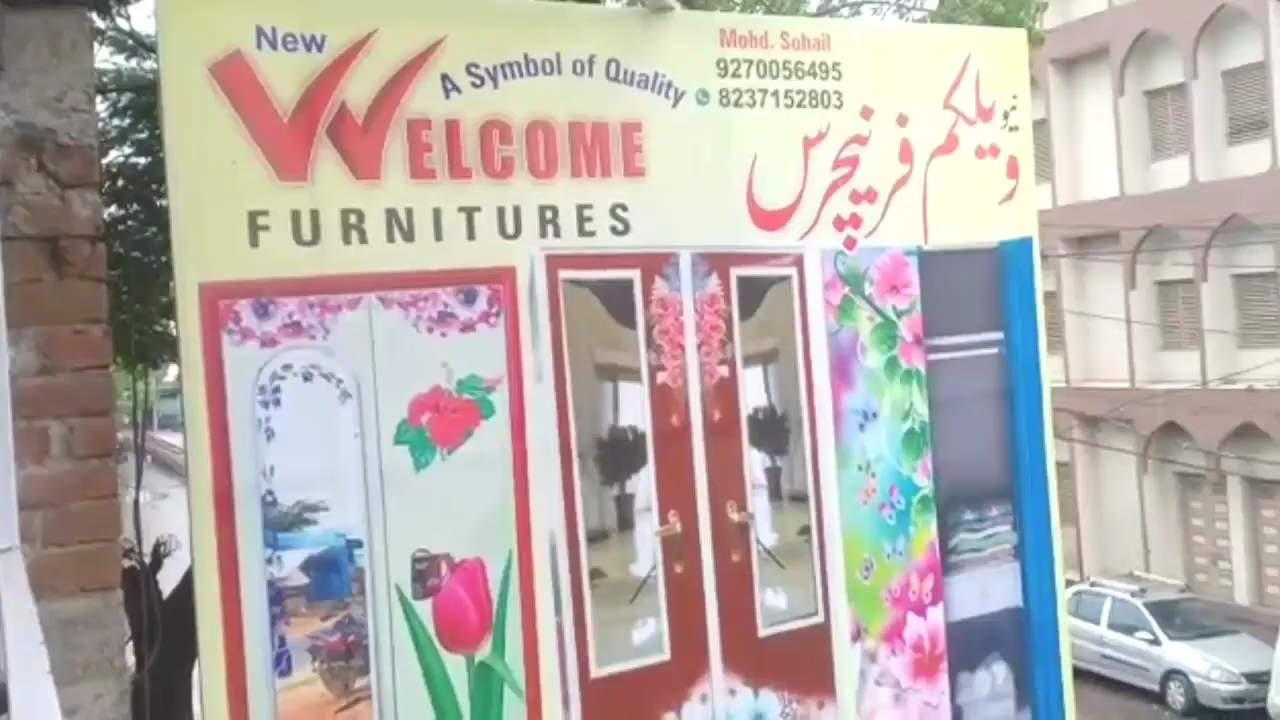 New
WELCOME
A Symbol of Quality
FURNITURES
Mohd. Sohail
9270056495
8237152803
نیو
ویلکم فرنیچرس